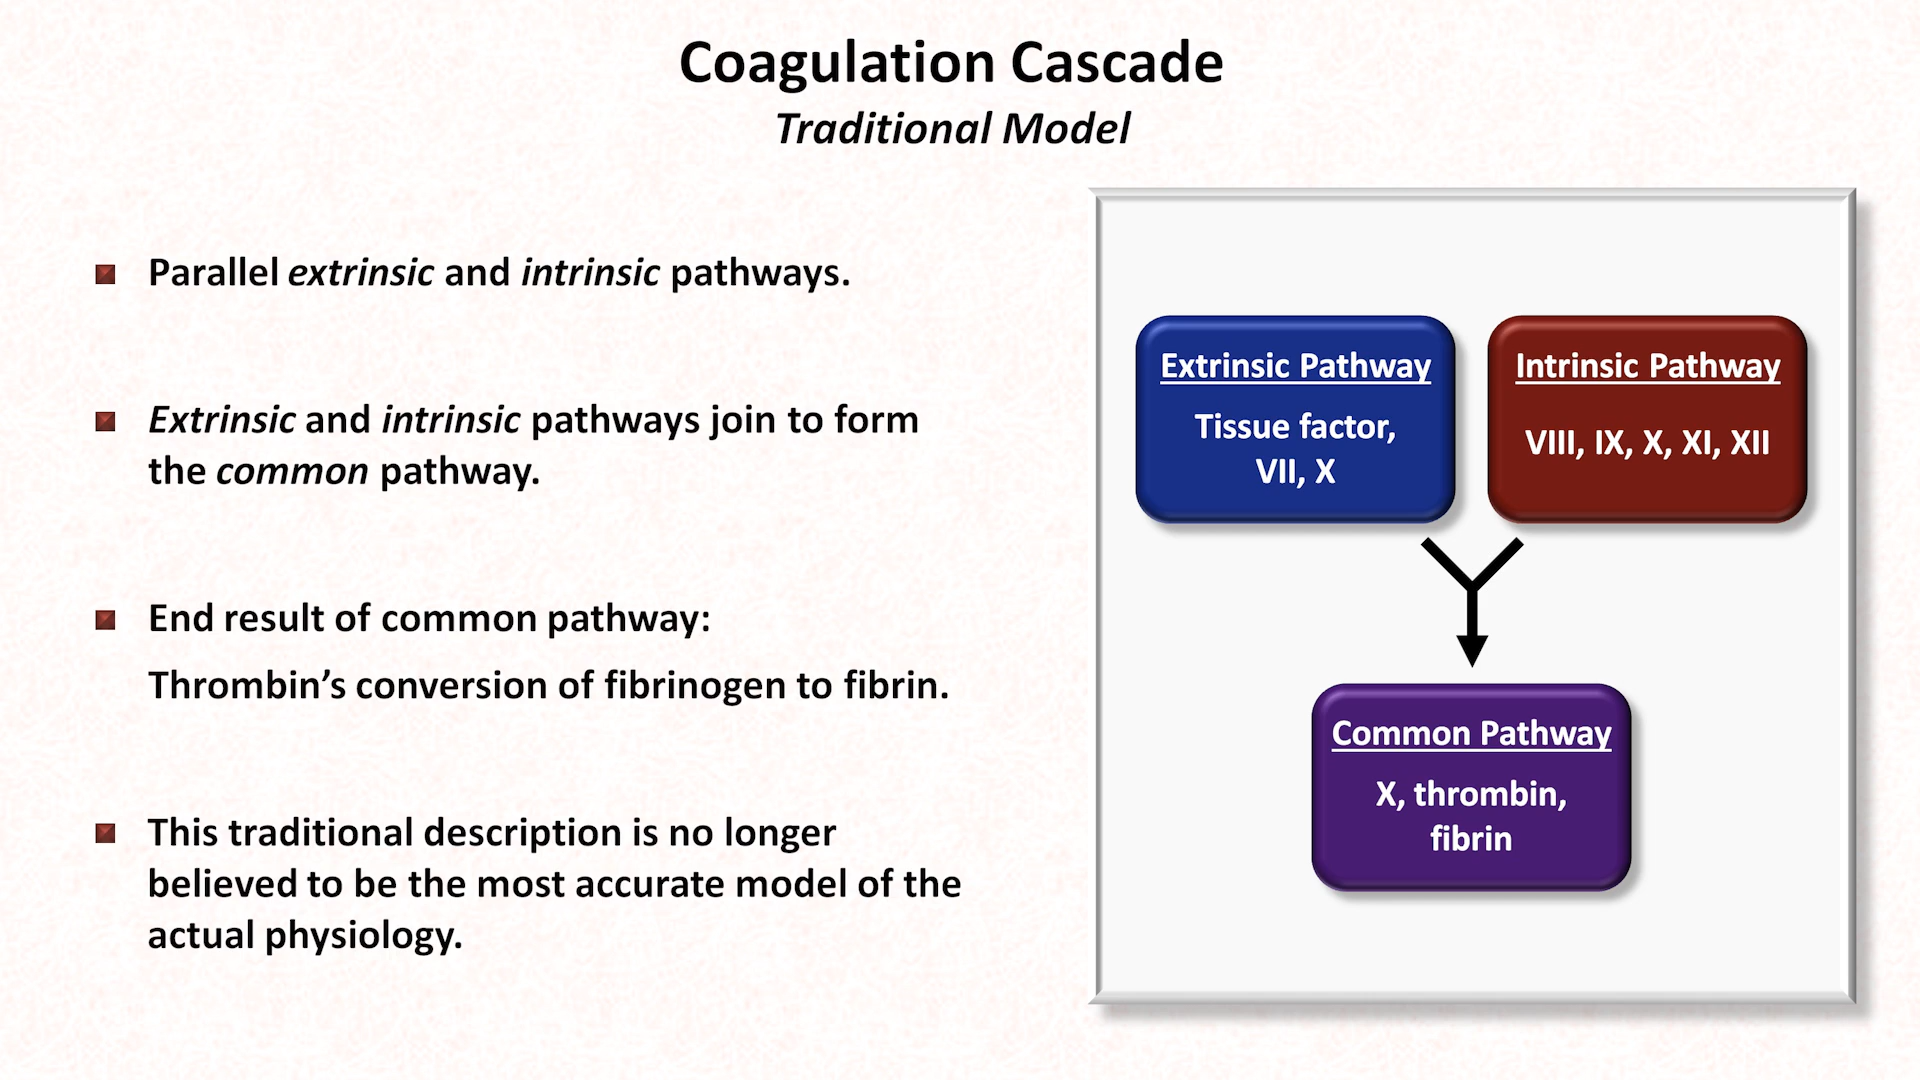 Coagulation Cascade
Traditional Model
Parallel extrinsic and intrinsic pathways.
Extrinsic and intrinsic pathways join to form
the common pathway.
End result of common pathway:
Thrombin’s conversion of fibrinogen to fibrin.
This traditional description is no longer
believed to be the most accurate model of the
actual physiology.
Extrinsic Pathway
Tissue factor,
VII, X
Intrinsic Pathway
VIII, IX, X, XI, XII
Common Pathway
X, thrombin,
fibrin